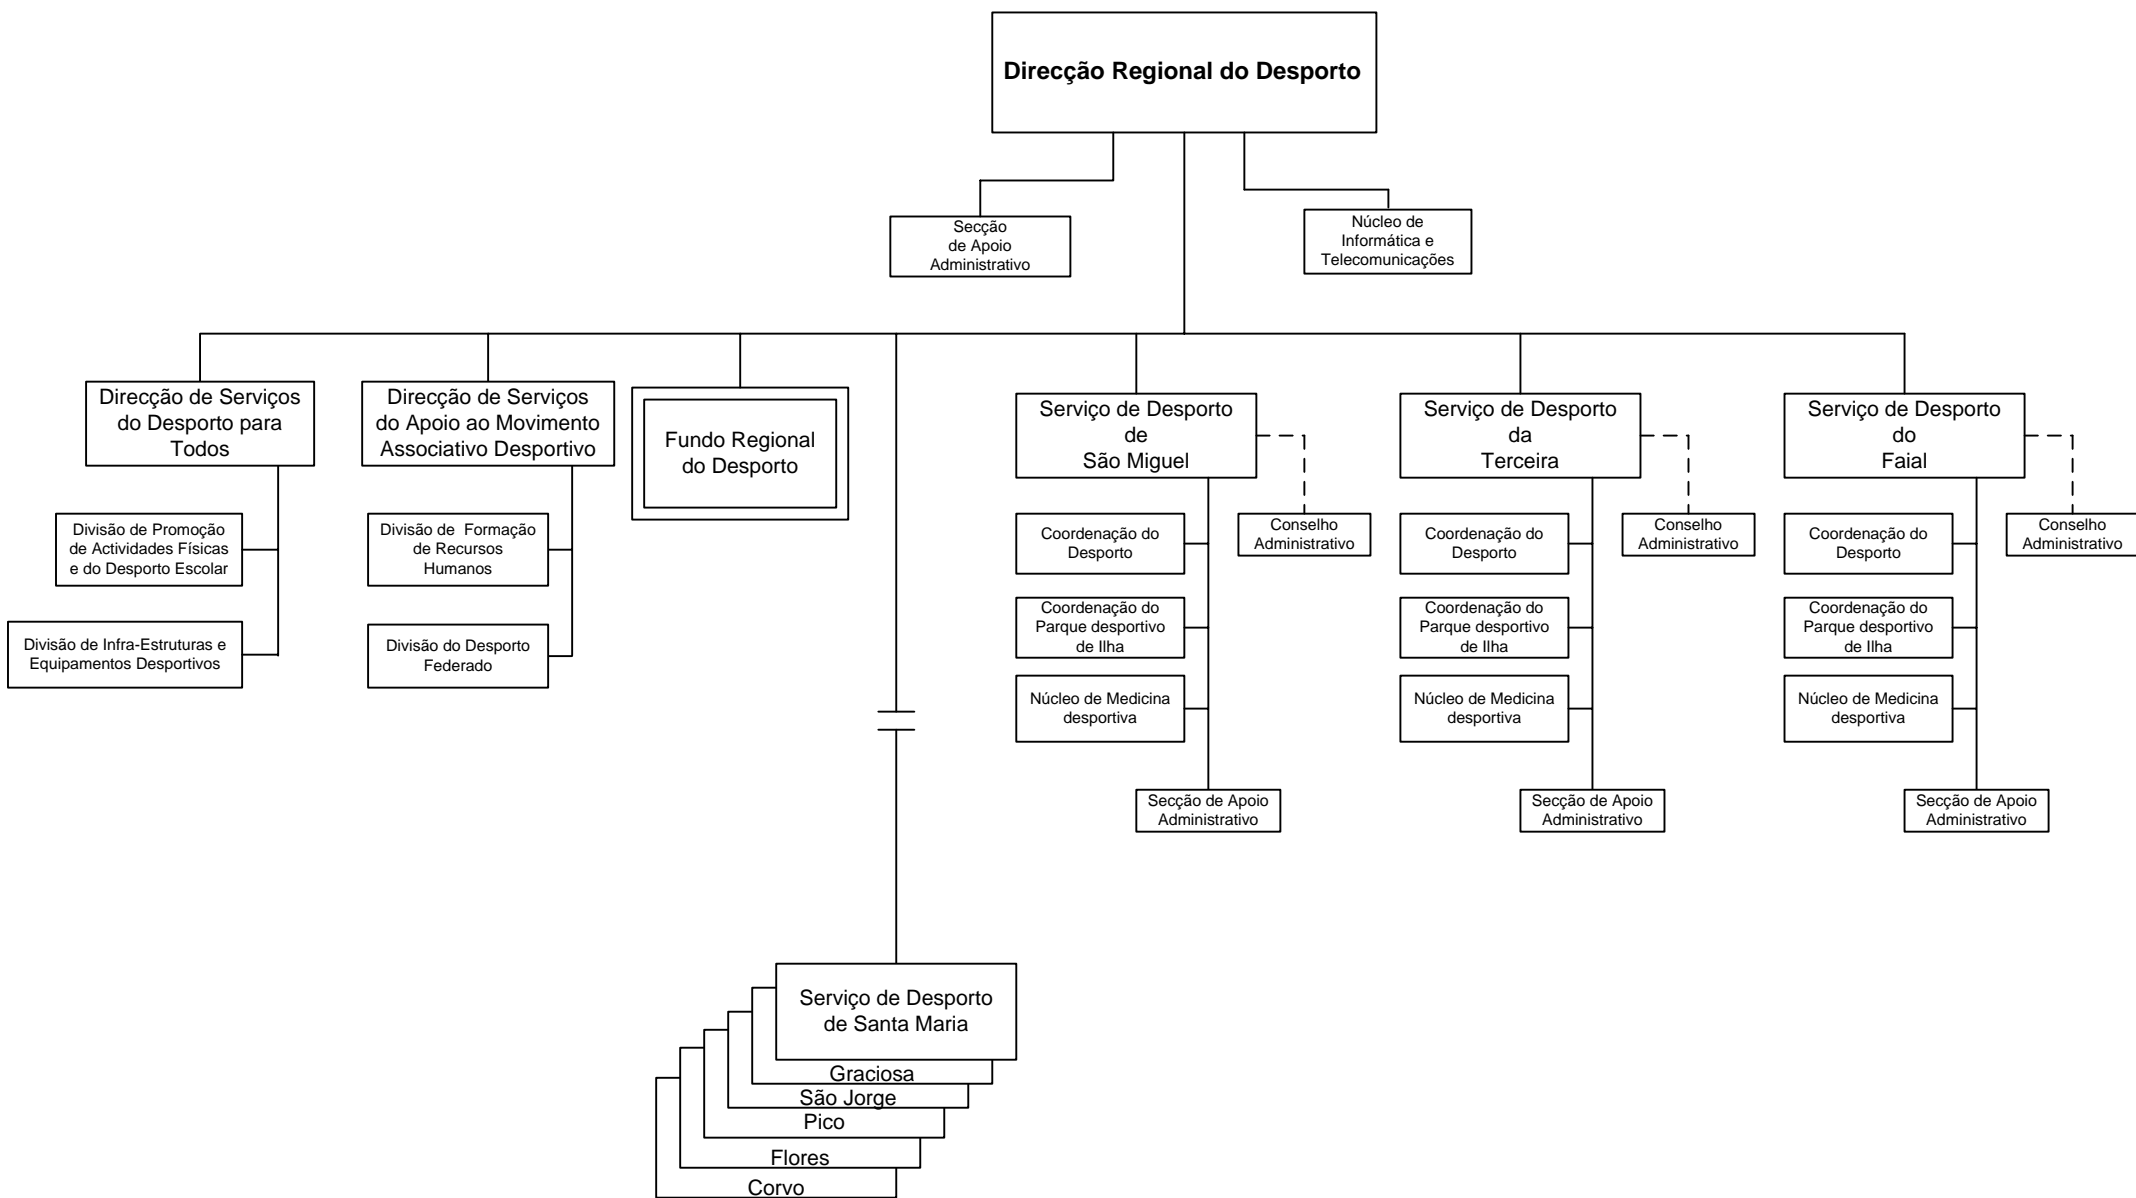 Direcção Regional do Desporto
Secção
de Apoio
Administrativo
Núcleo de
Informática e
Telecomunicações
Direcção de Serviços
do Desporto para
Todos
Direcção de Serviços
do Apoio ao Movimento
Associativo Desportivo
Fundo Regional
do Desporto
Serviço de Desporto
de
São Miguel
Serviço de Desporto
da
Terceira
Serviço de Desporto
do
Faial
Divisão de Promoção
de Actividades Físicas
e do Desporto Escolar
Divisão de Infra-Estruturas e
Equipamentos Desportivos
Divisão de Formação
de Recursos
Humanos
Divisão do Desporto
Federado
Coordenação do
Desporto
Conselho
Administrativo
Coordenação do
Parque desportivo
de Ilha
Núcleo de Medicina
desportiva
Secção de Apoio
Administrativo
Coordenação do
Desporto
Conselho
Administrativo
Coordenação do
Parque desportivo
de Ilha
Núcleo de Medicina
desportiva
Secção de Apoio
Administrativo
Coordenação do
Desporto
Conselho
Administrativo
Coordenação do
Parque desportivo
de Ilha
Núcleo de Medicina
desportiva
Secção de Apoio
Administrativo
Serviço de Desporto
de Santa Maria
Graciosa
São Jorge
Pico
Flores
Corvo